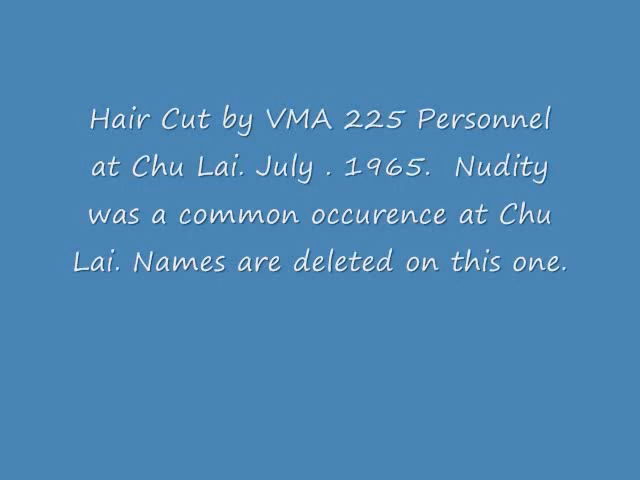 Hair Cut by VMA 225 Personnel
at Chu Lai. July . 1965. Nudity
was a common occurence at Chu
Lai. Names are deleted on this one.